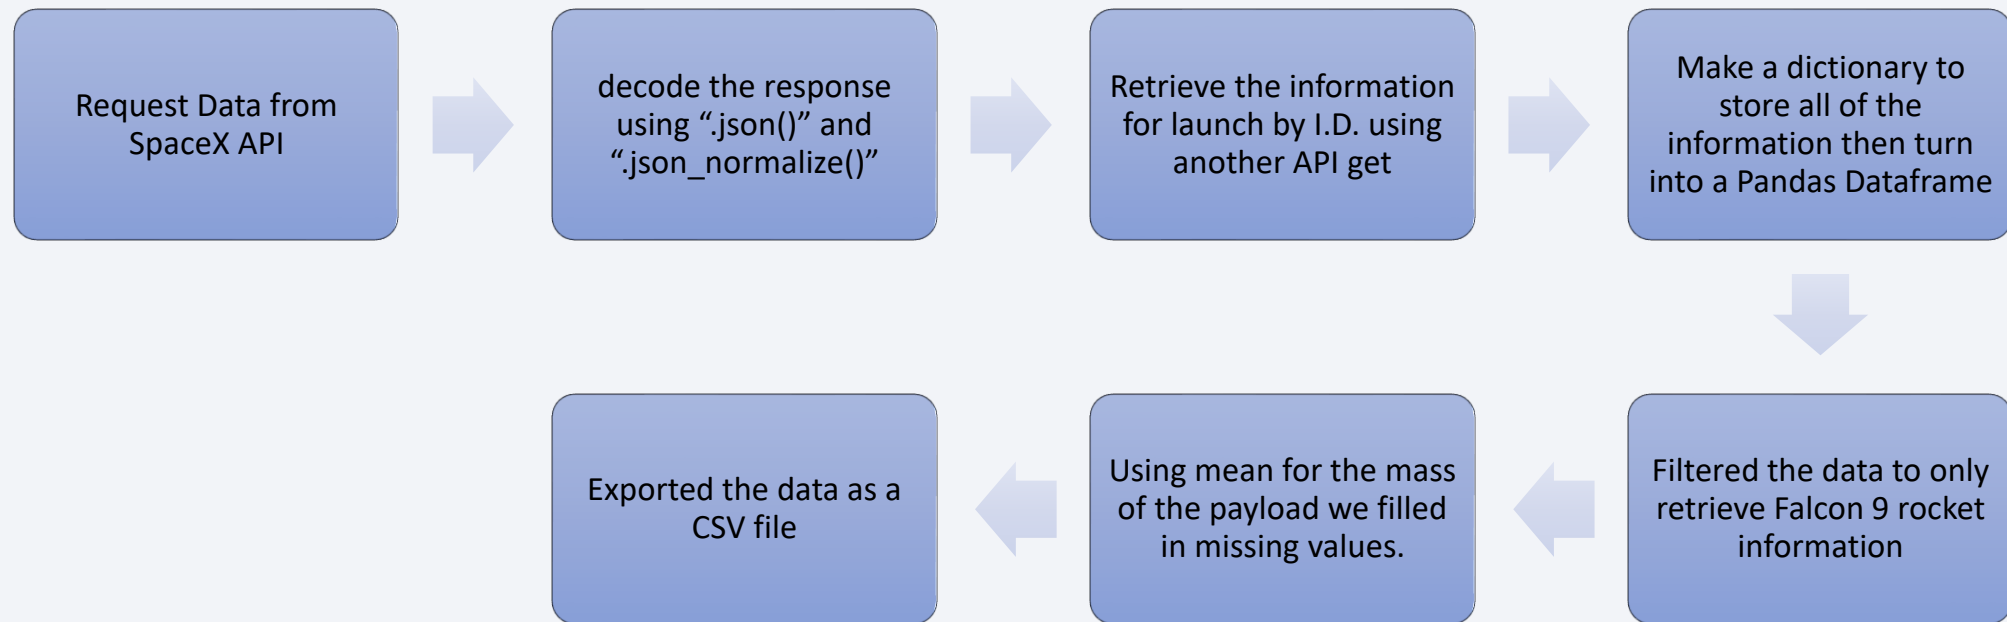 Request Data from
SpaceX API
decode the response
using “.json()” and
“.json_normalize()”
Retrieve the information
for launch by I.D. using
another API get
Make a dictionary to
store all of the
information then turn
into a Pandas Dataframe
Filtered the data to only
retrieve Falcon 9 rocket
information
Using mean for the mass
of the payload we filled
in missing values.
Exported the data as a
CSV file